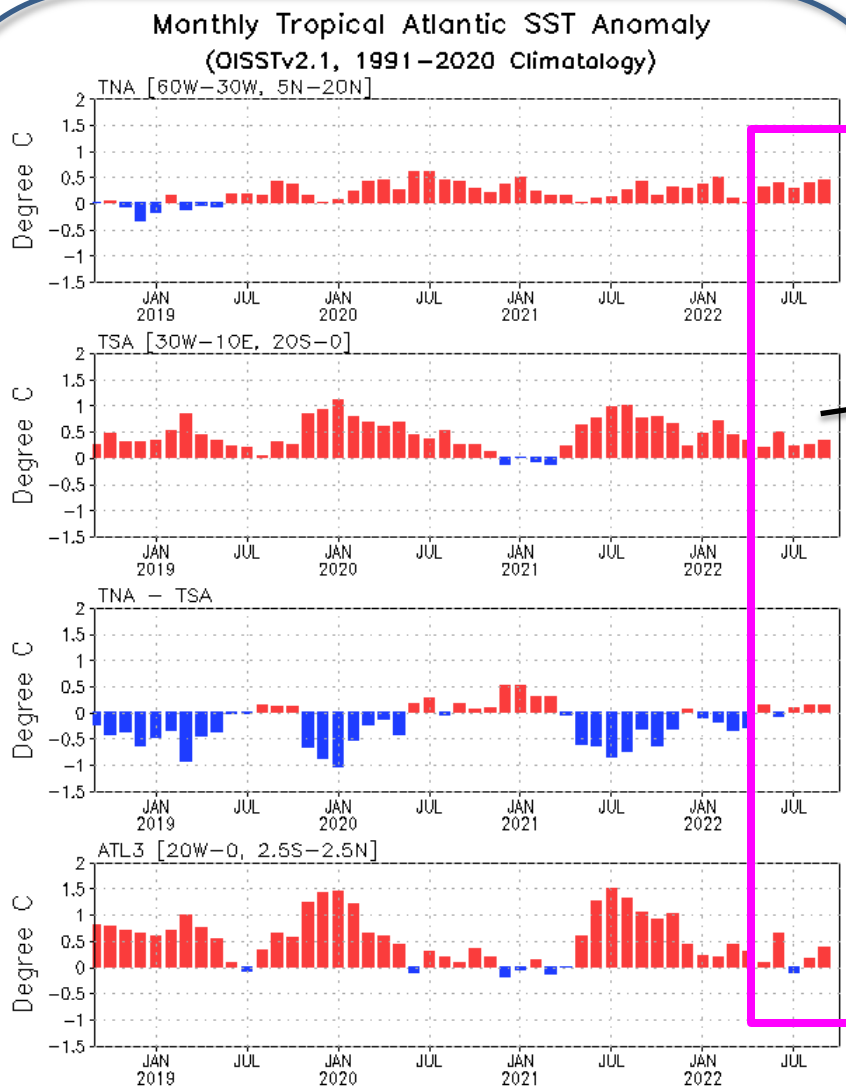 Monthly Tropical Atlantic SST Anomaly
(OISSTv2.1, 1991-2020 Climatology)
TNA [60W-30W, 5N-20N]
Degree C
2
1.5
1
0.5
0
-0.5
-1
-1.5
JAN JUL JAN JUL JAN JUL JAN JUL
2019 2020 2021 2022
TSA [30W-10E, 20S-0]
Degree C
2
1.5
1
0.5
0
-0.5
-1
-1.5
JAN JUL JAN JUL JAN JUL JAN JUL
2019 2020 2021 2022
TNA - TSA
Degree C
2
1.5
1
0.5
0
-0.5
-1
-1.5
JAN JUL JAN JUL JAN JUL JAN JUL
2019 2020 2021 2022
ATL3 [20W-0, 2.5S-2.5N]
Degree C
2
1.5
1
0.5
0
-0.5
-1
-1.5
JAN JUL JAN JUL JAN JUL JAN JUL
2019 2020 2021 2022